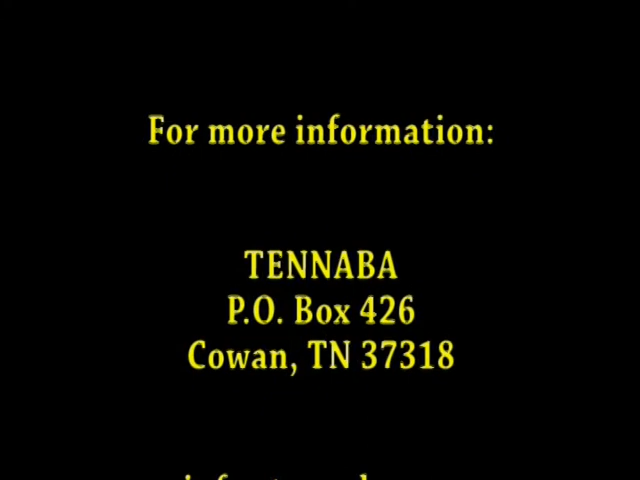 For more information:
TENNABA
P.O. Box 426
Cowan, TN 37318